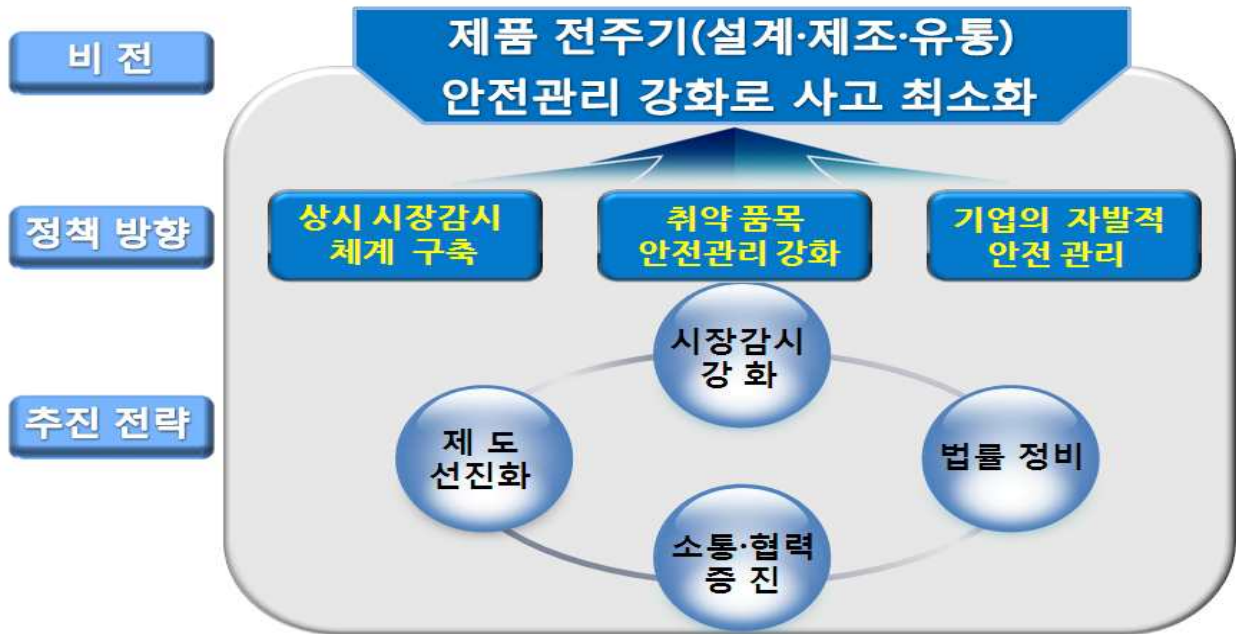 비 전
제품 전주기(설계·제조·유통)
안전관리 강화로 사고 최소화
정책 방향
상시 시장감시
체계 구축
취약 품목
안전관리 강화
기업의 자발적
안전 관리
추진 전략
시장감시
강 화
제 도
선진화
법률 정비
소통·협력
증 진